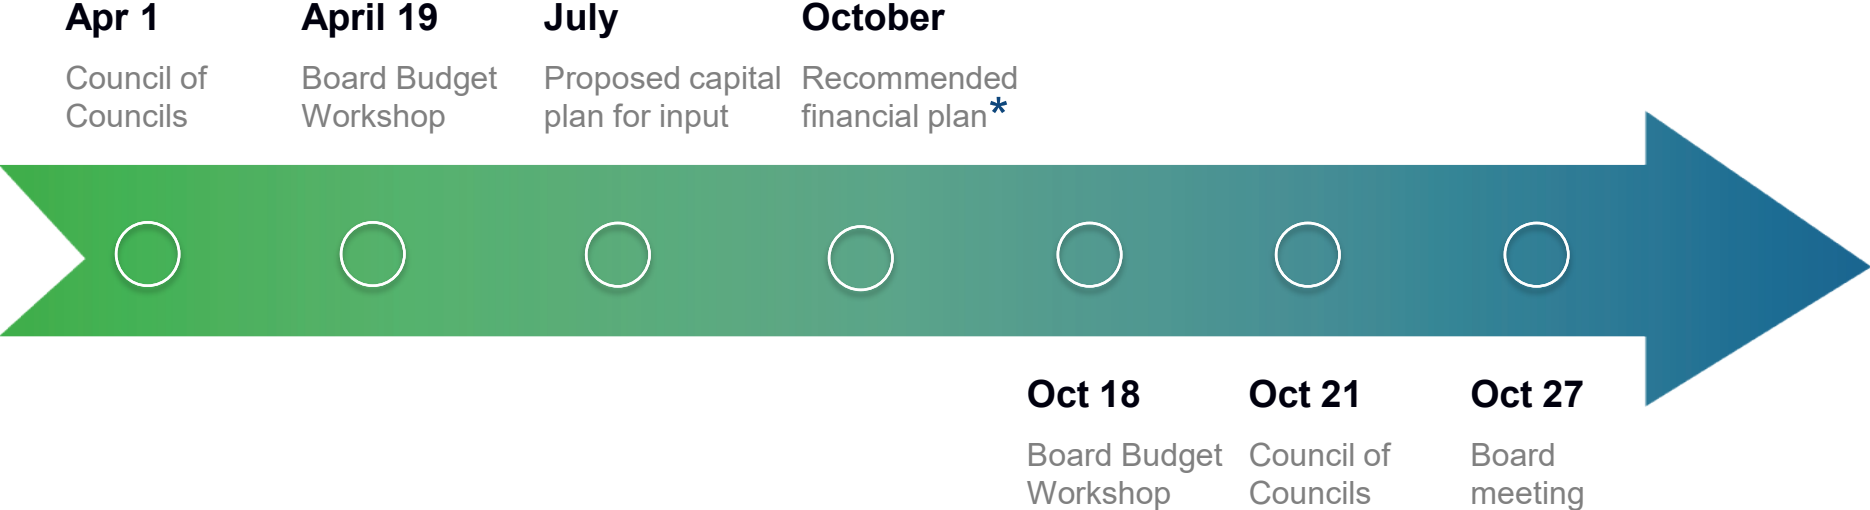 Apr 1
Council of
Councils
April 19
Board Budget
Workshop
July
Proposed capital
plan for input
October
Recommended
financial plan*
Oct 18
Board Budget
Workshop
Oct 21
Council of
Councils
Oct 27
Board
meeting